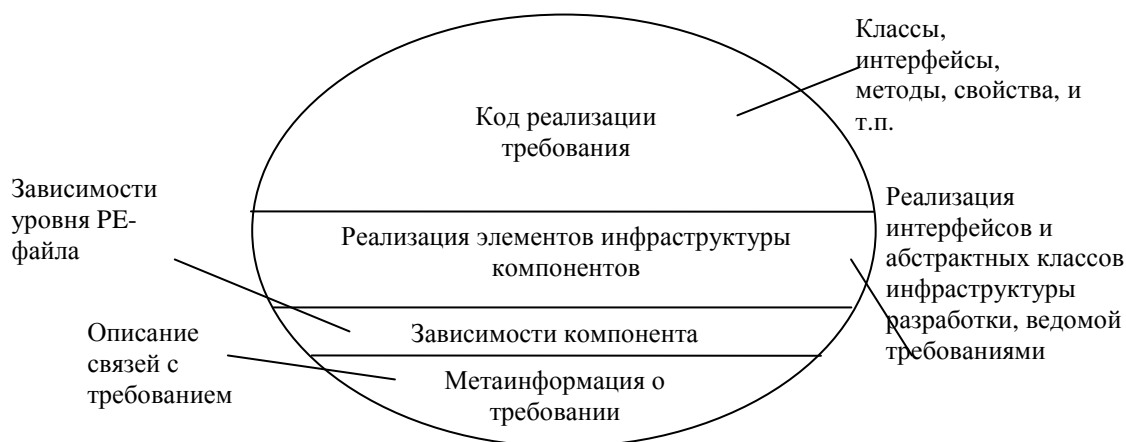 Классы,
интерфейсы,
методы, свойства, и
т.п.
Код реализации
требования
Зависимости
уровня PE-
файла
Реализация
интерфейсов и
абстрактных классов
инфраструктуры
разработки, ведомой
требованиями
Реализация элементов инфраструктуры
компонентов
Зависимости компонента
Описание
связей с
требованием
Метаинформация о
требовании